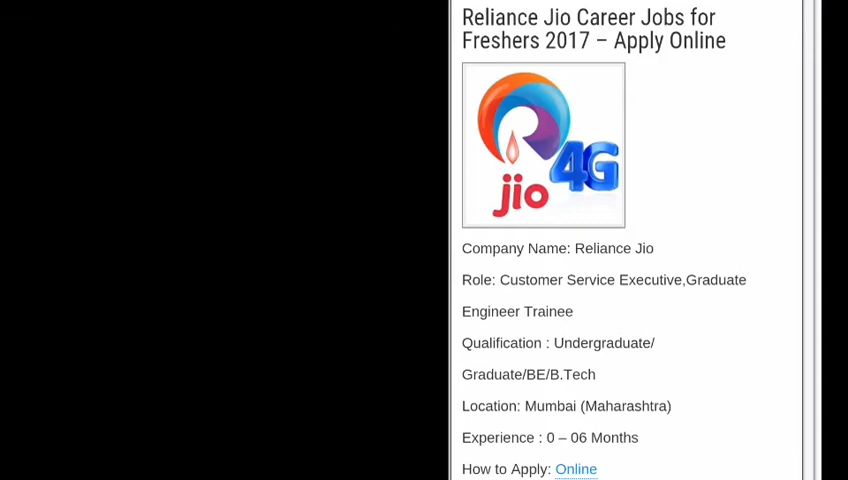 Reliance Jio Career Jobs for
Freshers 2017 – Apply Online
4G
jio
Company Name: Reliance Jio
Role: Customer Service Executive,Graduate
Engineer Trainee
Qualification : Undergraduate/
Graduate/BE/B.Tech
Location: Mumbai (Maharashtra)
Experience : 0 – 06 Months
How to Apply: Online